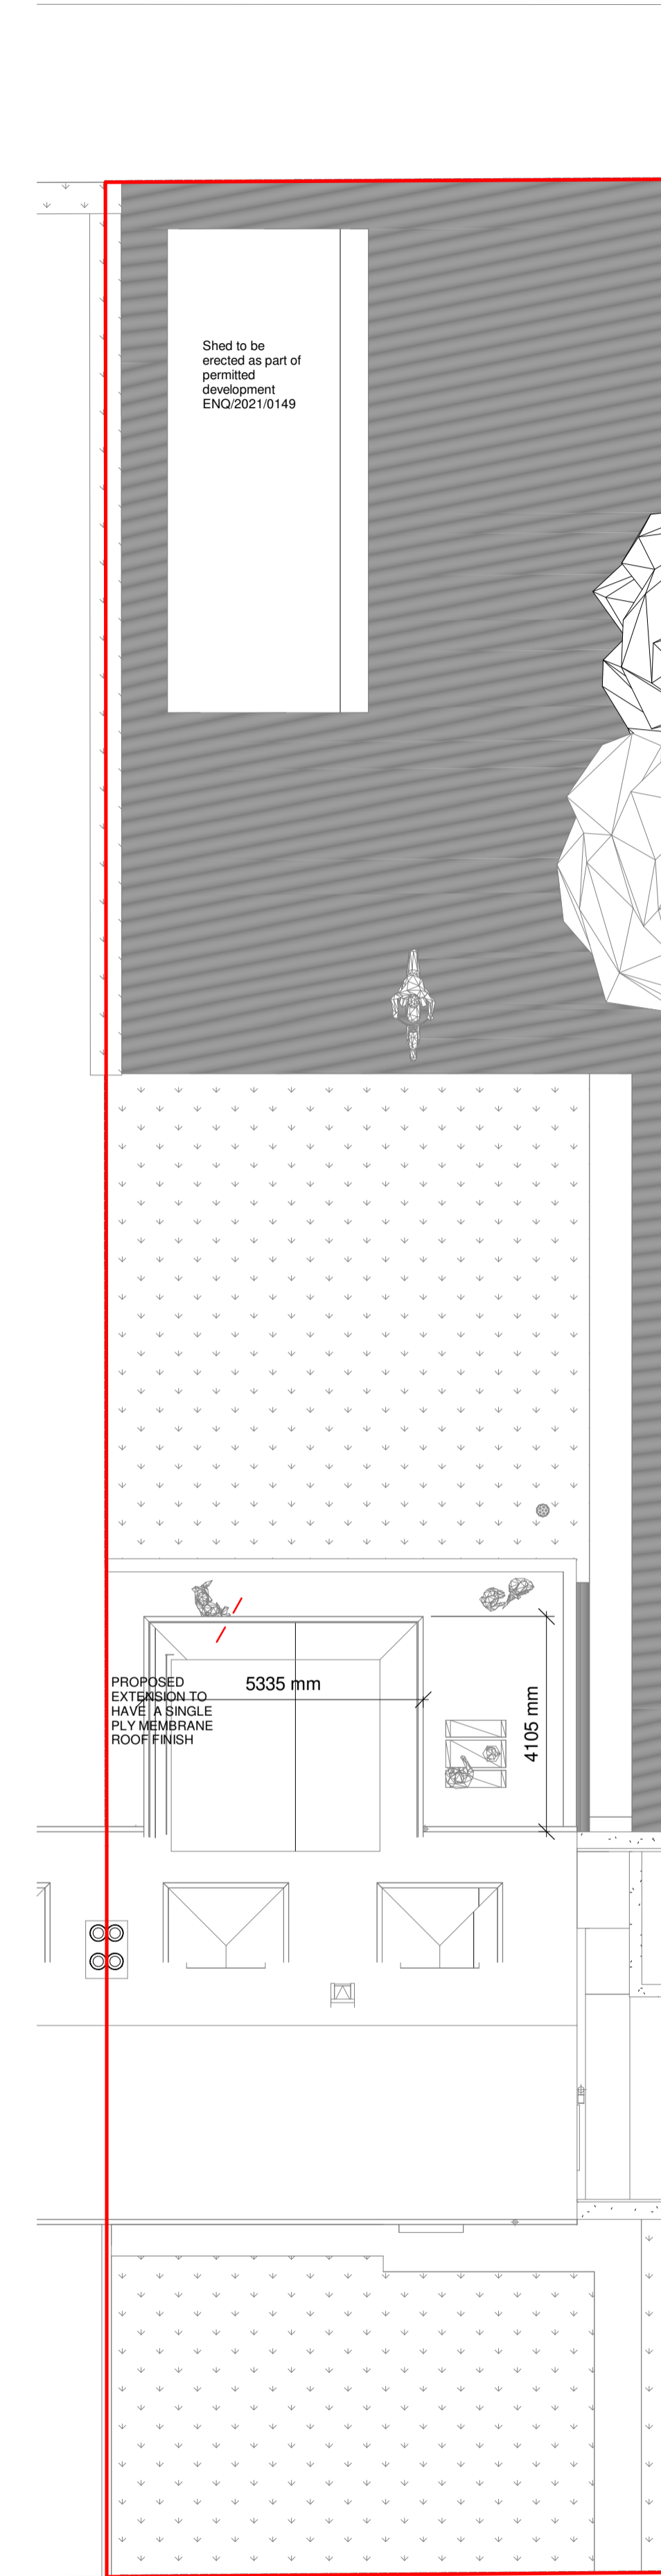 Shed to be
erected as part of
permitted
development
ENQ/2021/0149
5335 mm
PROPOSED
EXTENSION TO
HAVE A SINGLE
PLY MEMBRANE
ROOF FINISH
4105 mm